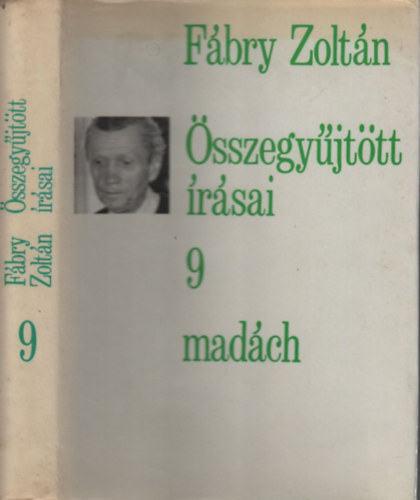 Fábry Zoltán
Összegyűjtött
írásai
9
madách
Fábry Összegyűjtött
Zoltán írásai
9